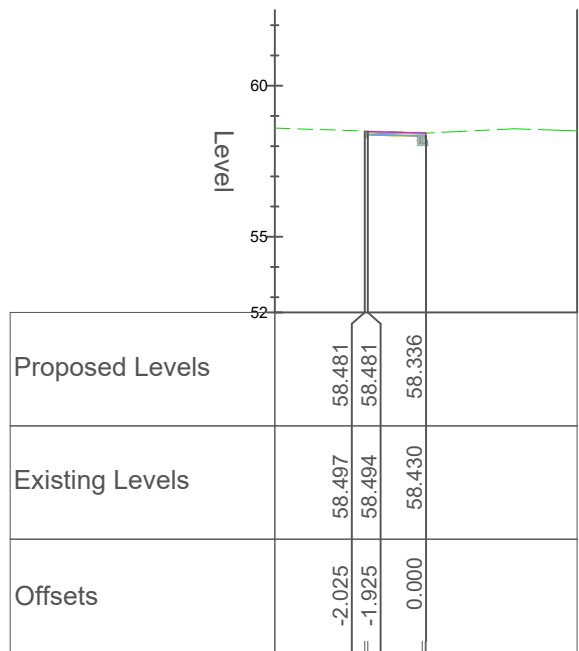 60
Level
55
52
Proposed Levels 58.481 58.481 58.336
Existing Levels 58.497 58.494 58.430
Offsets -2.025 -1.925 0.000